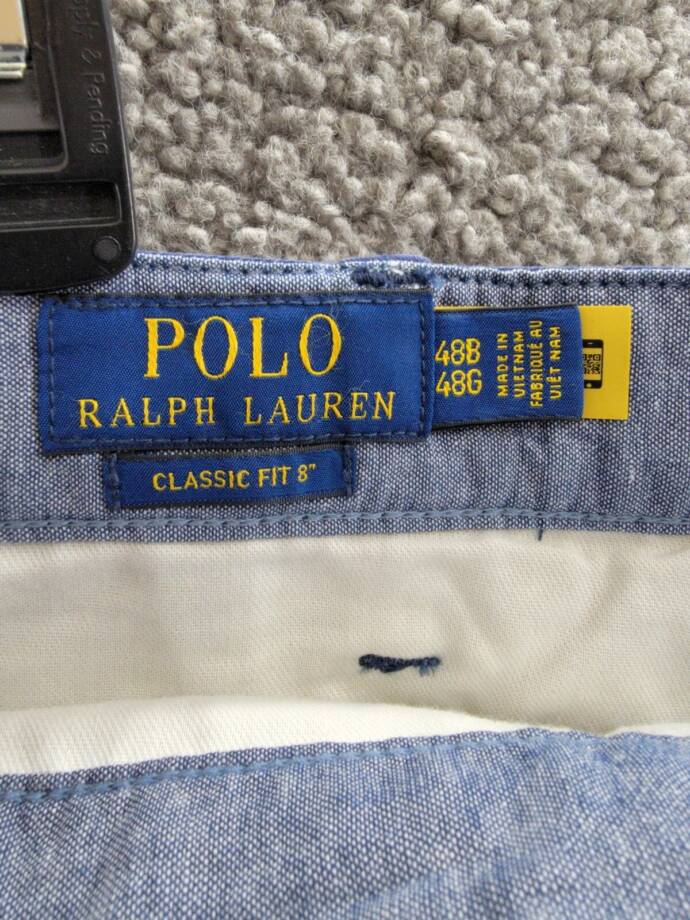 & Pending
POLO
RALPH LAUREN
CLASSIC FIT 8"
48B
48G
MADE IN
VIETNAM
FABRIQUÉ AU
VIÊT NAM